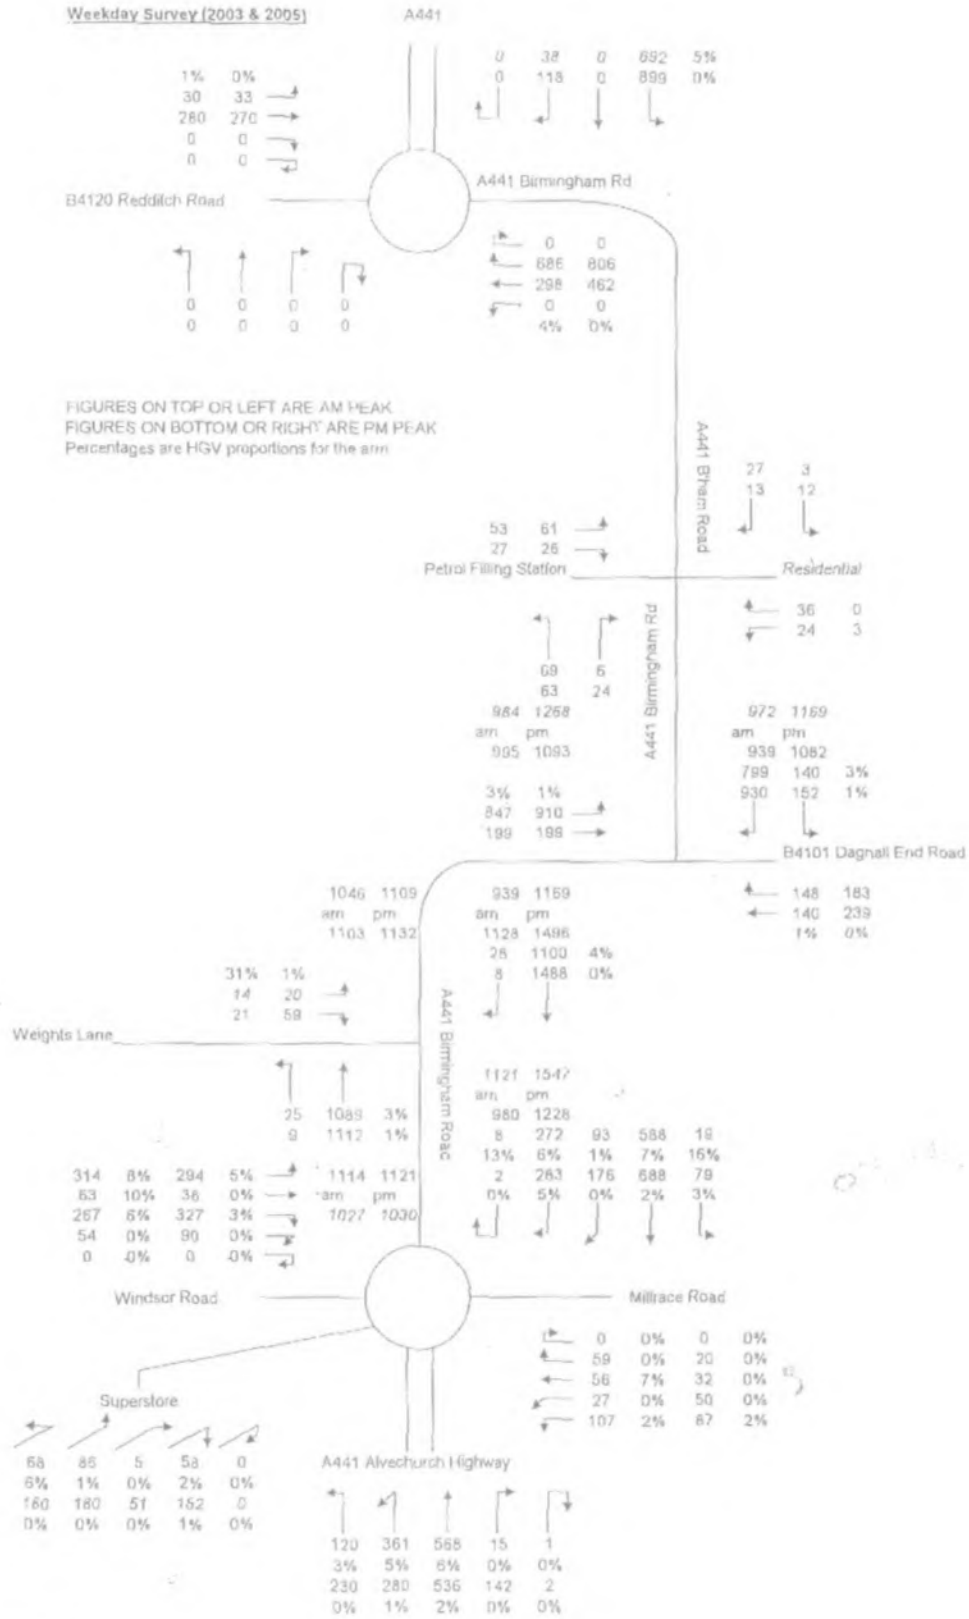 Weekday Survey (2003 & 2005)
A441
0 38 0 692 5%
0 118 0 899 0%
1% 0%
30 33
280 270
0 0
0 0
A441 Birmingham Rd
B4120 Redditch Road
0 0
686 806
298 462
0 0
4% 0%
0 0 0 0
0 0 0 0
FIGURES ON TOP OR LEFT ARE AM PEAK
FIGURES ON BOTTOM OR RIGHT ARE PM PEAK
Percentages are HGV proportions for the arm
A441 B'ham Road
27 3
13 12
53 61
27 26
Petrol Filling Station
Residential
36 0
24 3
A441 Birmingham Rd
69 6
63 24
984 1268
am pm
995 1093
972 1169
am pm
939 1082
799 140 3%
930 152 1%
3% 1%
847 910
199 199
B4101 Dagnall End Road
148 183
140 239
1% 0%
1046 1109
am pm
1103 1132
939 1169
am pm
1128 1496
28 1100 4%
8 1488 0%
31% 1%
14 20
21 59
Weights Lane
A441 Birmingham Road
25 1089 3%
9 1112 1%
1121 1547
am pm
980 1228
8 272 93 588 19
13% 6% 1% 7% 16%
2 283 176 688 79
0% 5% 0% 2% 3%
314 8% 294 5%
63 10% 36 0%
267 6% 327 3%
54 0% 90 0%
0 0% 0 0%
1114 1121
am pm
1027 1030
Windsor Road
Millrace Road
0 0% 0 0%
59 0% 20 0%
56 7% 32 0%
27 0% 50 0%
107 2% 87 2%
Superstore
68 86 5 58 0
6% 1% 0% 2% 0%
160 180 51 152 0
0% 0% 0% 1% 0%
A441 Alvechurch Highway
120 361 568 15 1
3% 5% 6% 0% 0%
230 280 536 142 2
0% 1% 2% 0% 0%